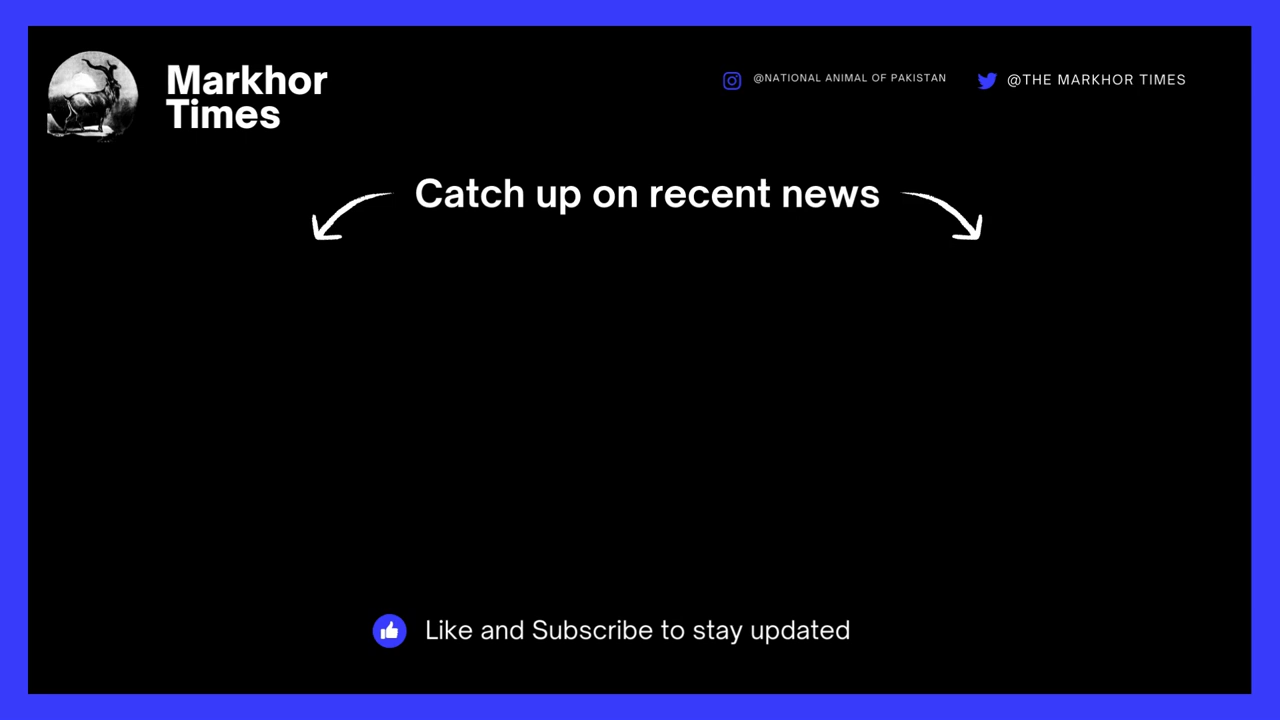 Markhor
Times
@NATIONAL ANIMAL OF PAKISTAN
@THE MARKHOR TIMES
Catch up on recent news
Like and Subscribe to stay updated